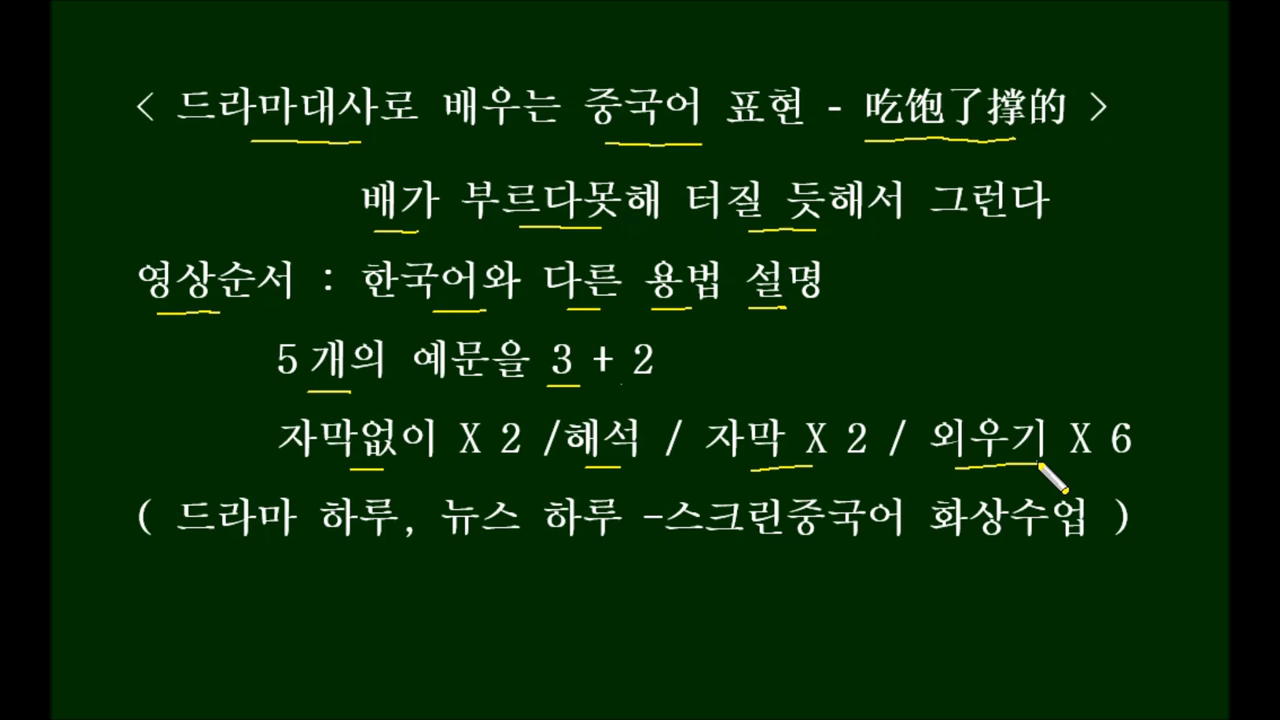 < 드라마대사로 배우는 중국어 표현 - 吃饱了撑的 >
배가 부르다못해 터질 듯해서 그런다
영상순서 : 한국어와 다른 용법 설명
5개의 예문을 3 + 2
자막없이 X 2 /해석 / 자막 X 2 / 외우기 X 6
( 드라마 하루, 뉴스 하루 -스크린중국어 화상수업 )